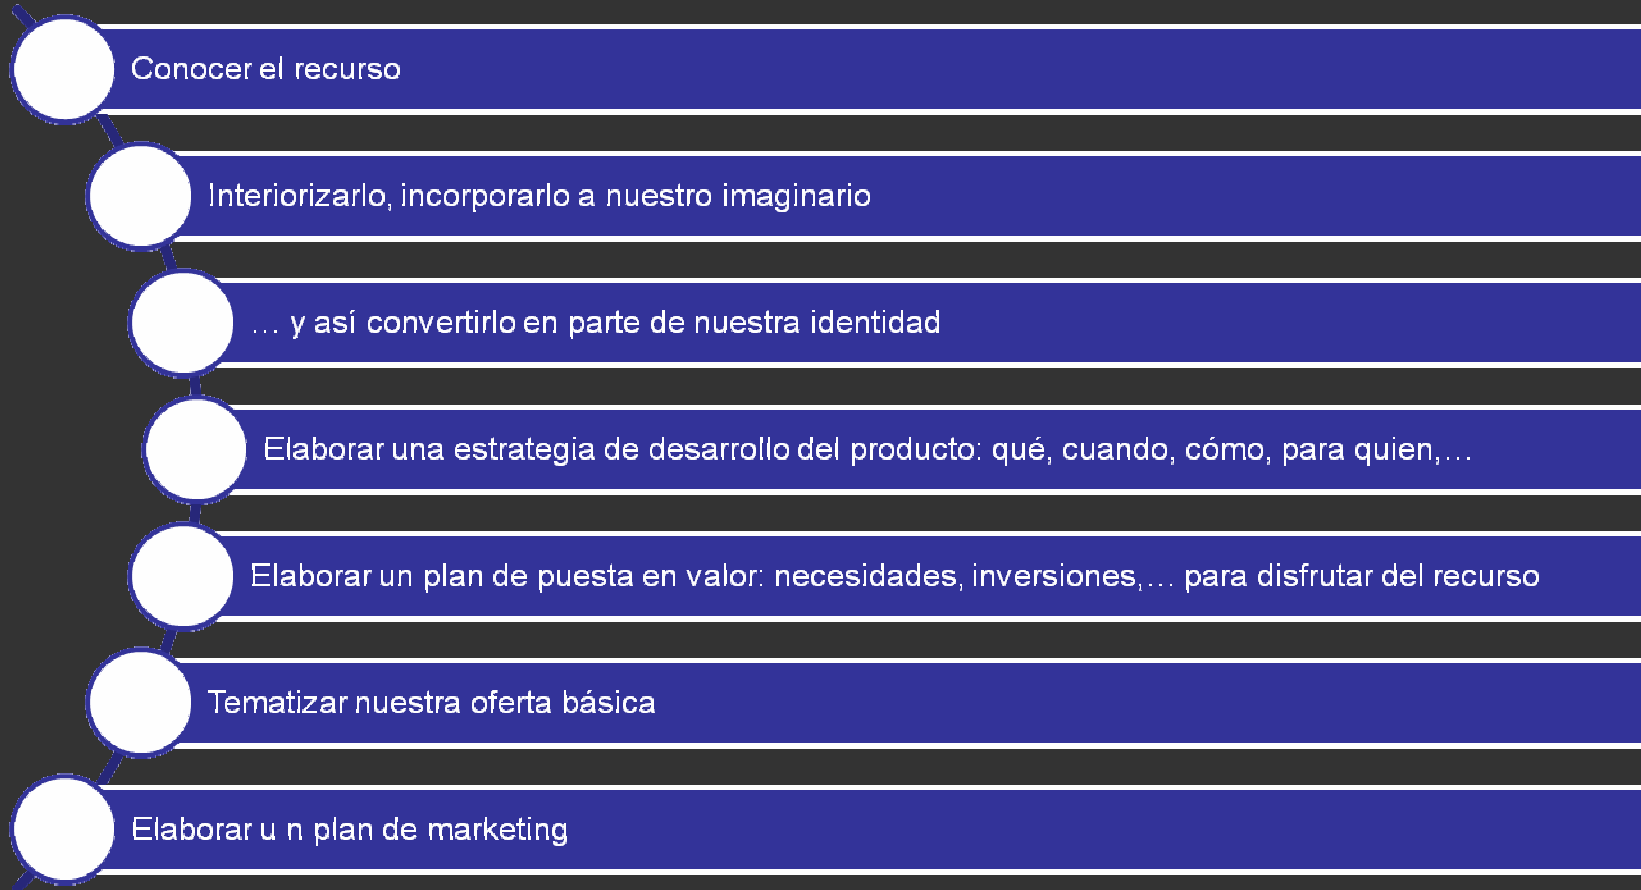 Conocer el recurso
Interiorizarlo, incorporarlo a nuestro imaginario
… y así convertirlo en parte de nuestra identidad
Elaborar una estrategia de desarrollo del producto: qué, cuando, cómo, para quien,…
Elaborar un plan de puesta en valor: necesidades, inversiones,… para disfrutar del recurso
Tematizar nuestra oferta básica
Elaborar u n plan de marketing